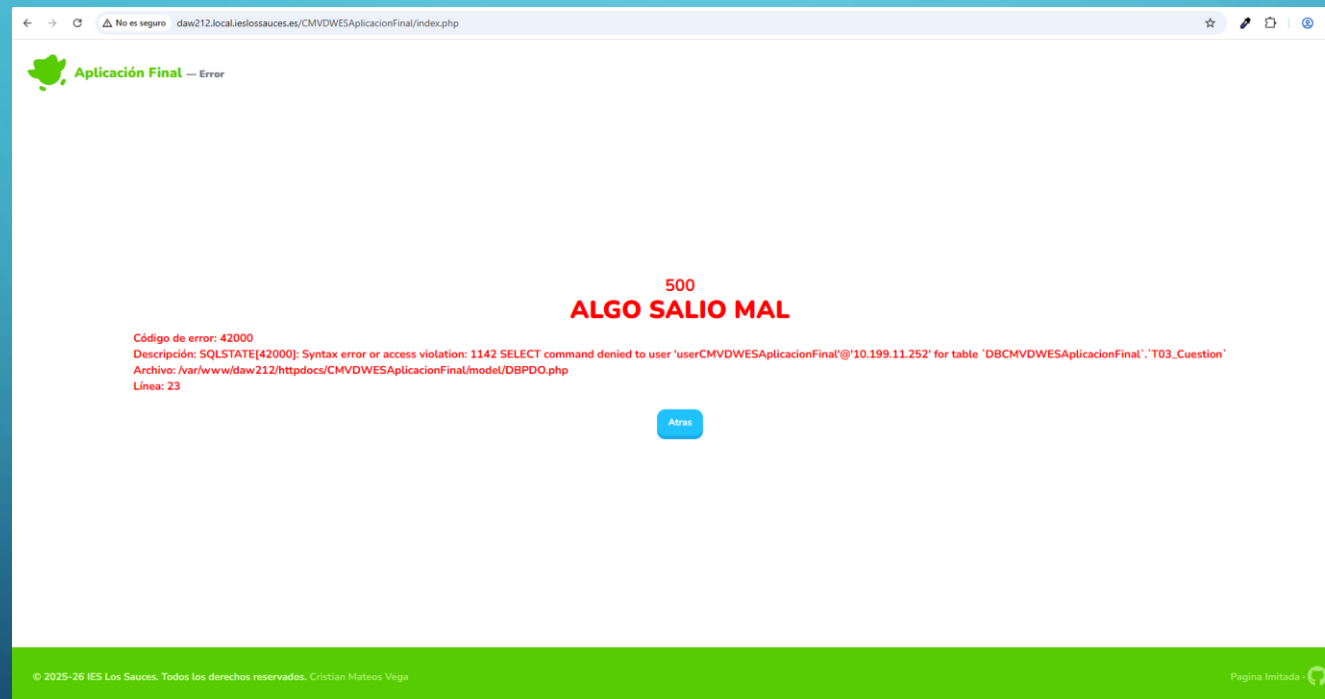 No es seguro daw212.local.ieslossauces.es/CMVDWESAplicacionFinal/index.php
Aplicación Final — Error
500
ALGO SALIO MAL
Código de error: 42000
Descripción: SQLSTATE[42000]: Syntax error or access violation: 1142 SELECT command denied to user 'userCMVDWESAplicacionFinal'@'10.199.11.252' for table `DBCMVDWESAplicacionFinal`.`T03_Cuestion`
Archivo: /var/www/daw212/httpdocs/CMVDWESAplicacionFinal/model/DBPDO.php
Línea: 23
Atras
© 2025-26 IES Los Sauces. Todos los derechos reservados. Cristian Mateos Vega
Pagina Imitada ·